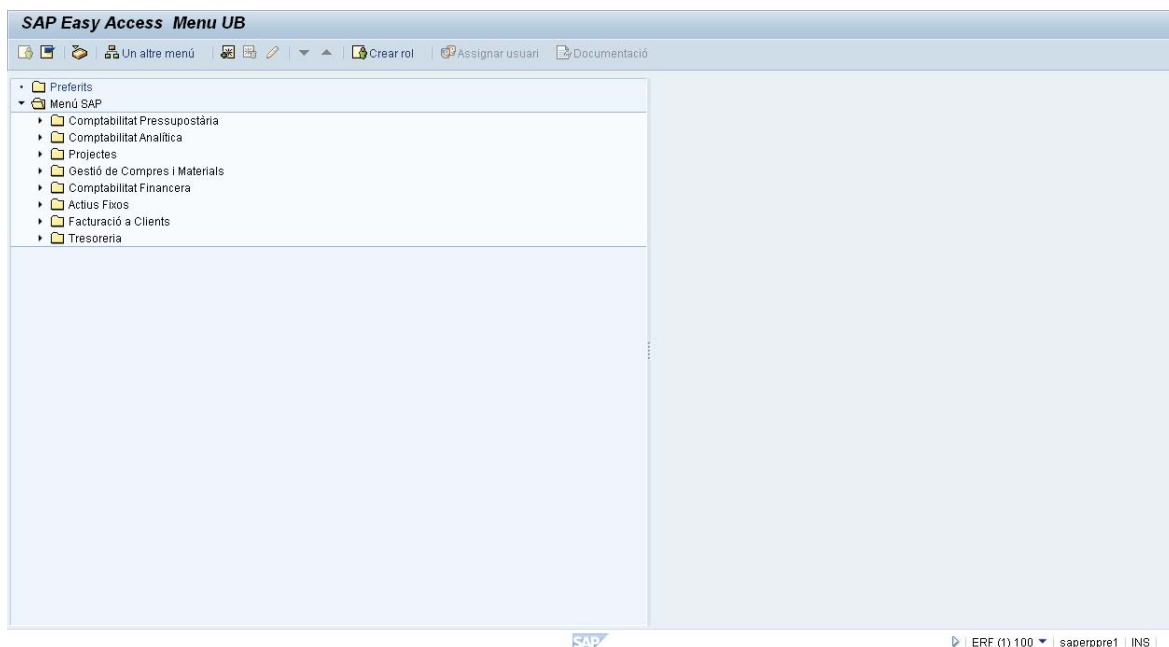 SAP Easy Access Menu UB
Un altre menú Crear rol Assignar usuari Documentació
Preferits
Menú SAP
Comptabilitat Pressupostària
Comptabilitat Analítica
Projectes
Gestió de Compres i Materials
Comptabilitat Financera
Actius Fixos
Facturació a Clients
Tresoreria
SAP ERF (1) 100 saperppre1 INS